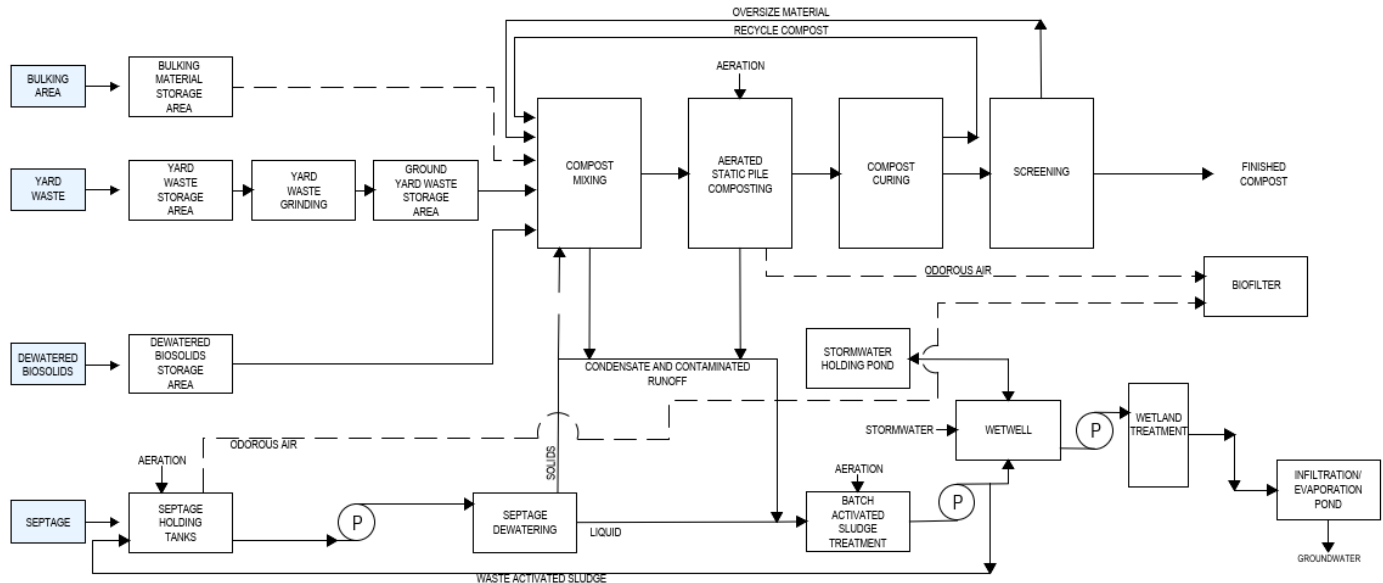 OVERSIZE MATERIAL
RECYCLE COMPOST
AERATION
BULKING
AREA
BULKING
MATERIAL
STORAGE
AREA
YARD
WASTE
YARD
WASTE
STORAGE
AREA
YARD
WASTE
GRINDING
GROUND
YARD WASTE
STORAGE
AREA
COMPOST
MIXING
AERATED
STATIC PILE
COMPOSTING
COMPOST
CURING
SCREENING
FINISHED
COMPOST
ODOROUS AIR
BIOFILTER
DEWATERED
BIOSOLIDS
DEWATERED
BIOSOLIDS
STORAGE
AREA
CONDENSATE AND CONTAMINATED
RUNOFF
STORMWATER
HOLDING POND
STORMWATER
WETWELL
P
WETLAND
TREATMENT
ODOROUS AIR
AERATION
SOLIDS
AERATION
SEPTAGE
SEPTAGE
HOLDING
TANKS
P
SEPTAGE
DEWATERING
LIQUID
BATCH
ACTIVATED
SLUDGE
TREATMENT
P
INFILTRATION/
EVAPORATION
POND
GROUNDWATER
WASTE ACTIVATED SLUDGE